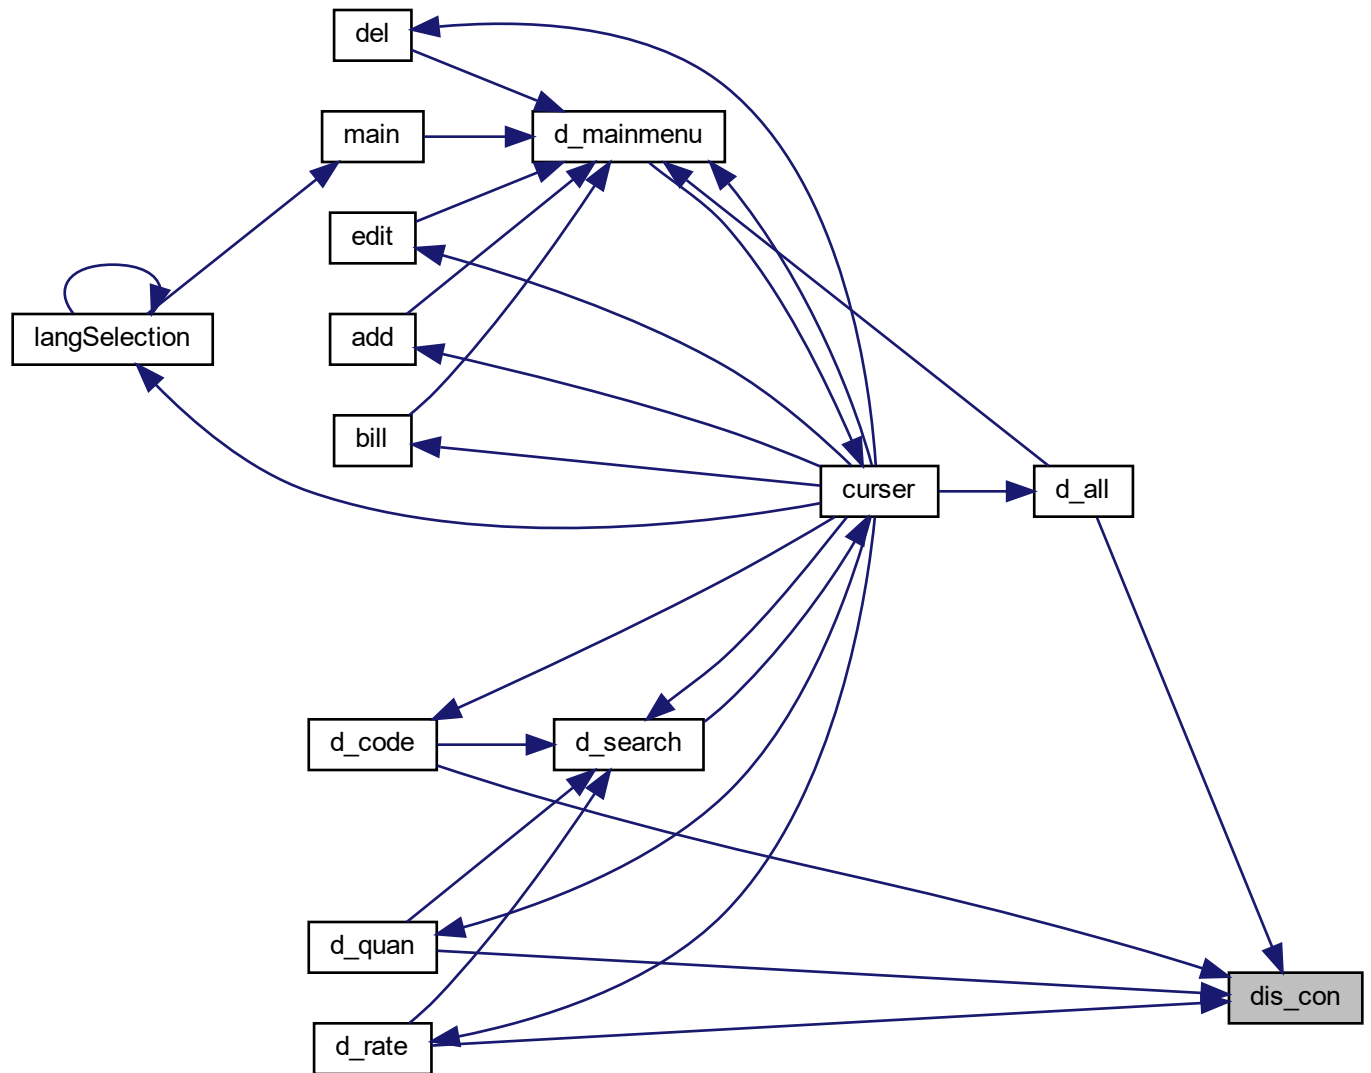 del
main
d_mainmenu
edit
langSelection
add
bill
curser
d_all
d_code
d_search
d_quan
dis_con
d_rate